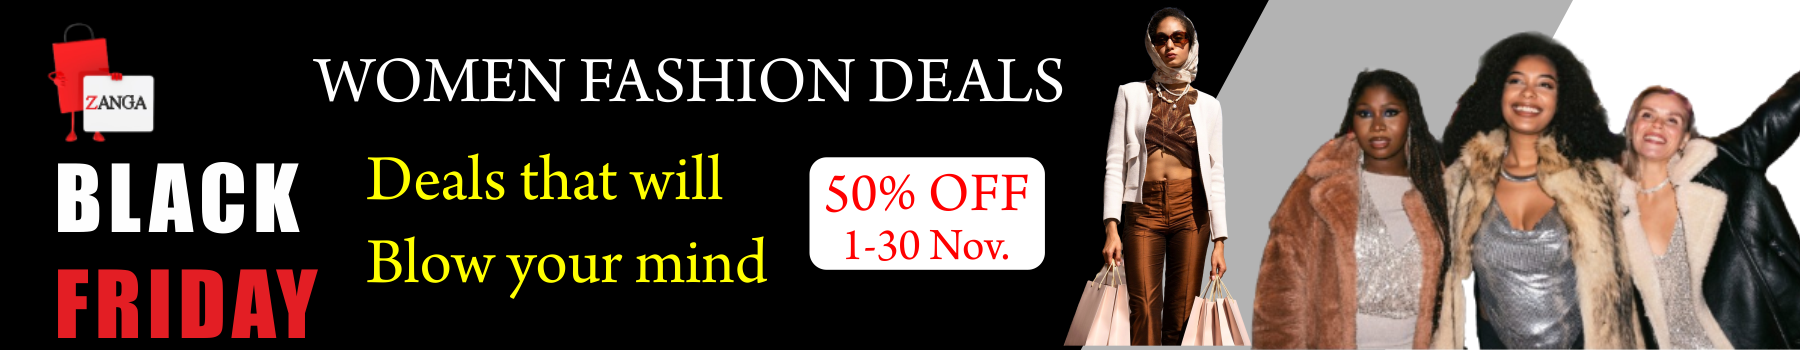 ZANGA
BLACK
FRIDAY
WOMEN FASHION DEALS
Deals that will
Blow your mind
50% OFF
1-30 Nov.